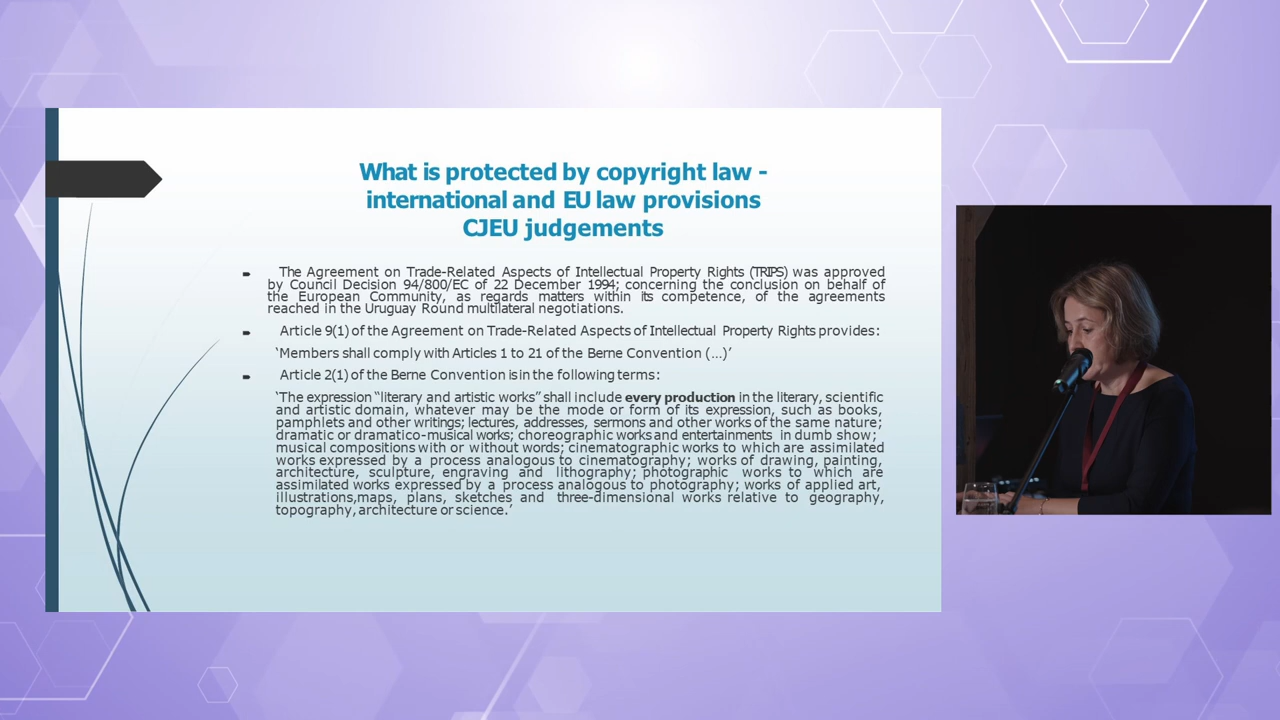 What is protected by copyright law -
international and EU law provisions
CJEU judgements
The Agreement on Trade-Related Aspects of Intellectual Property Rights (TRIPS) was approved
by Council Decision 94/800/EC of 22 December 1994; concerning the conclusion on behalf of
the European Community, as regards matters within its competence, of the agreements
reached in the Uruguay Round multilateral negotiations.
Article 9(1) of the Agreement on Trade-Related Aspects of Intellectual Property Rights provides:
‘Members shall comply with Articles 1 to 21 of the Berne Convention (…)’
Article 2(1) of the Berne Convention is in the following terms:
‘The expression “literary and artistic works” shall include every production in the literary, scientific
and artistic domain, whatever may be the mode or form of its expression, such as books,
pamphlets and other writings; lectures, addresses, sermons and other works of the same nature;
dramatic or dramatico-musical works; choreographic works and entertainments in dumb show;
musical compositions with or without words; cinematographic works to which are assimilated
works expressed by a process analogous to cinematography; works of drawing, painting,
architecture, sculpture, engraving and lithography; photographic works to which are
assimilated works expressed by a process analogous to photography; works of applied art,
illustrations,maps, plans, sketches and three-dimensional works relative to geography,
topography, architecture or science.’